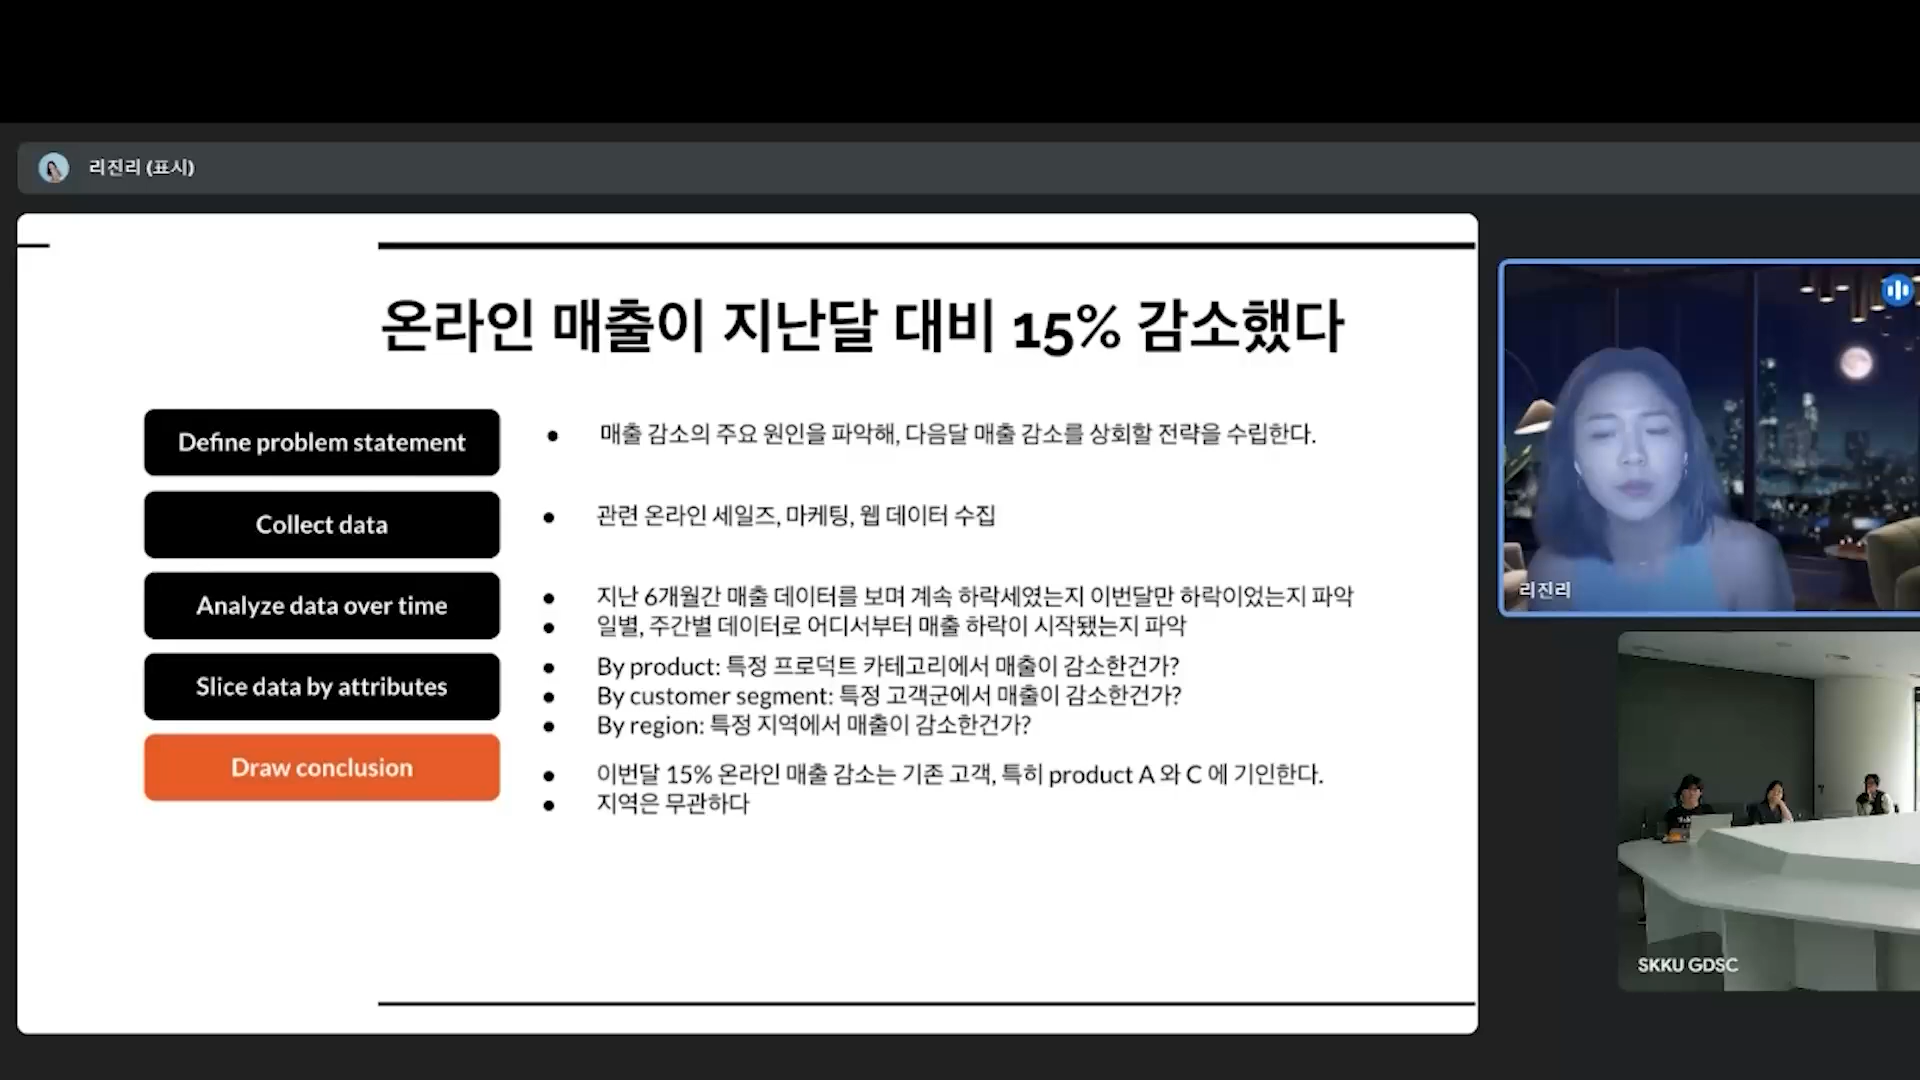 리진리 (표시)
온라인 매출이 지난달 대비 15% 감소했다
Define problem statement
매출 감소의 주요 원인을 파악해, 다음달 매출 감소를 상회할 전략을 수립한다.
Collect data
관련 온라인 세일즈, 마케팅, 웹 데이터 수집
Analyze data over time
지난 6개월간 매출 데이터를 보며 계속 하락세였는지 이번달만 하락이었는지 파악
일별, 주간별 데이터로 어디서부터 매출 하락이 시작됐는지 파악
Slice data by attributes
By product: 특정 프로덕트 카테고리에서 매출이 감소한건가?
By customer segment: 특정 고객군에서 매출이 감소한건가?
By region: 특정 지역에서 매출이 감소한건가?
Draw conclusion
이번달 15% 온라인 매출 감소는 기존 고객, 특히 product A 와 C 에 기인한다.
지역은 무관하다
리진리
SKKU GDSC